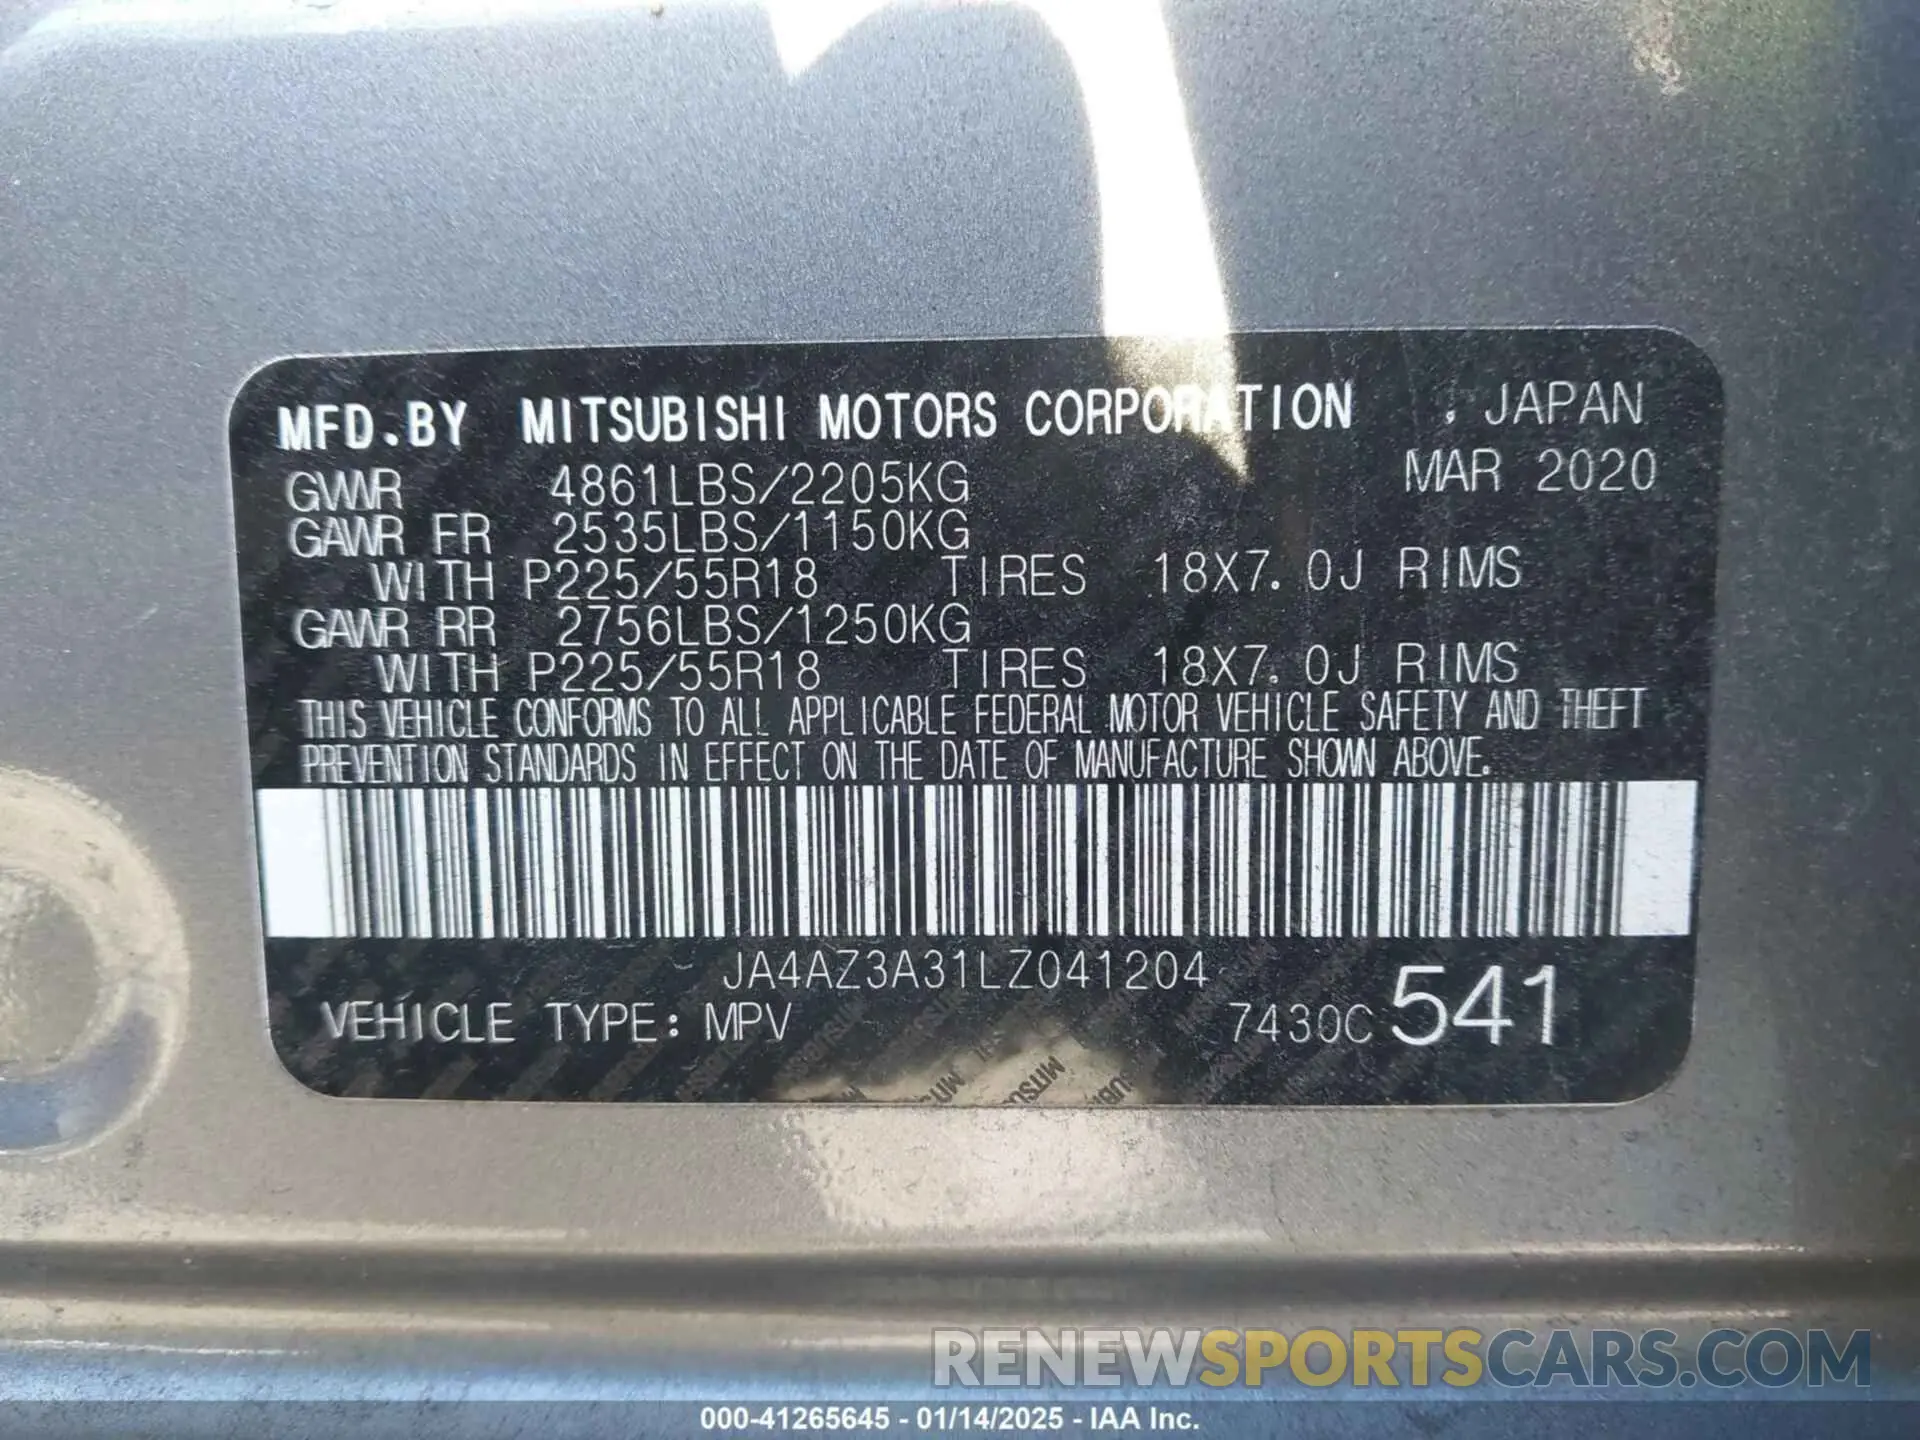 MFD.BY MITSUBISHI MOTORS CORPORATION , JAPAN
GVWR 4861LBS/2205KG MAR 2020
GAWR FR 2535LBS/1150KG
WITH P225/55R18 TIRES 18X7.0J RIMS
GAWR RR 2756LBS/1250KG
WITH P225/55R18 TIRES 18X7.0J RIMS
THIS VEHICLE CONFORMS TO ALL APPLICABLE FEDERAL MOTOR VEHICLE SAFETY AND THEFT
PREVENTION STANDARDS IN EFFECT ON THE DATE OF MANUFACTURE SHOWN ABOVE.
JA4AZ3A31LZ041204
VEHICLE TYPE: MPV 7430C 541
RENEWSPORTSCARS.COM
000-41265645 - 01/14/2025 - IAA Inc.